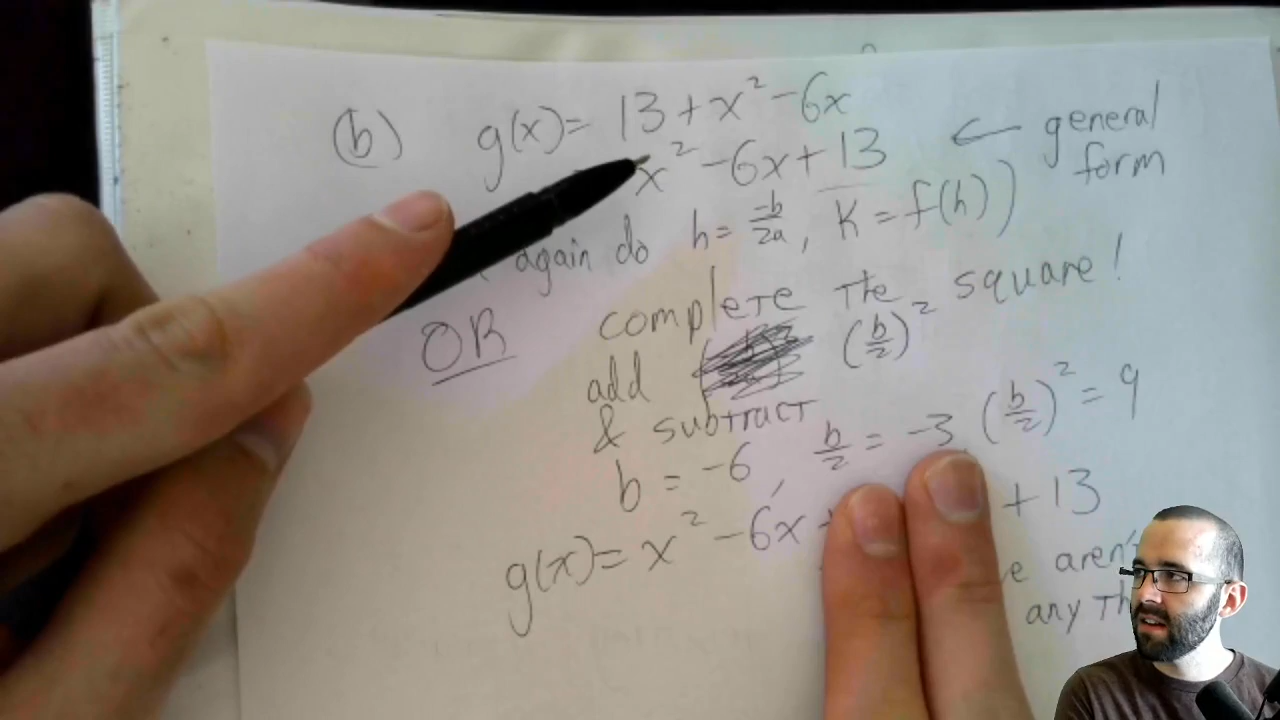 (b) g(x)= 13+x²-6x
x²-6x+13 ← general form
again do h= -b/2a, K=f(h))
OR complete the square!
add (b/2)²
& subtract
b = -6, b/2 = -3 (b/2)² = 9
g(x)= x²-6x+ +13
aren't
any